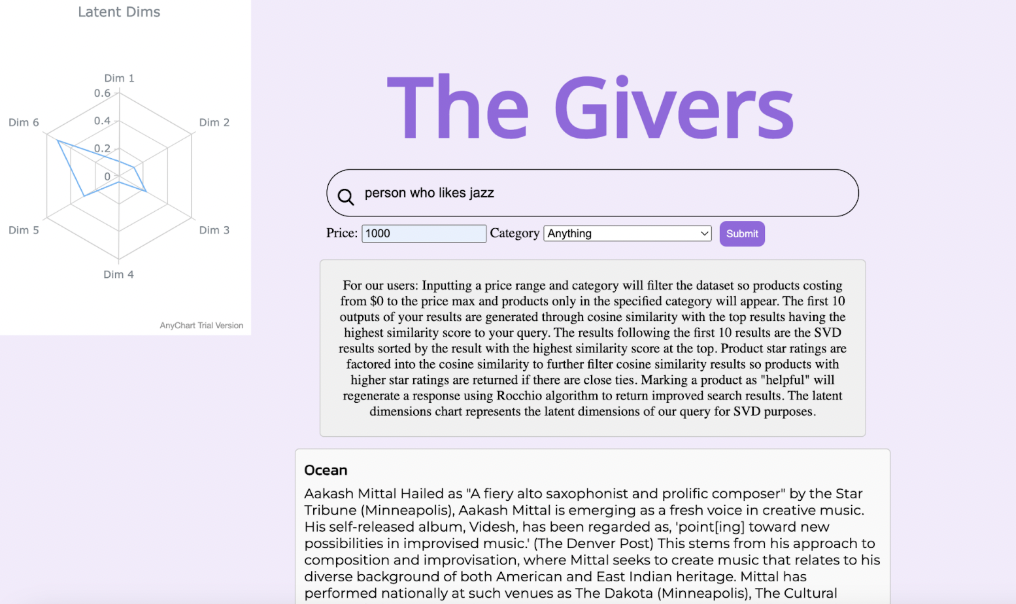 Latent Dims
Dim 1
0.6
Dim 6
Dim 2
0.4
0.2
0
Dim 5
Dim 3
Dim 4
AnyChart Trial Version
The Givers
person who likes jazz
Price: 1000 Category Anything Submit
For our users: Inputting a price range and category will filter the dataset so products costing
from $0 to the price max and products only in the specified category will appear. The first 10
outputs of your results are generated through cosine similarity with the top results having the
highest similarity score to your query. The results following the first 10 results are the SVD
results sorted by the result with the highest similarity score at the top. Product star ratings are
factored into the cosine similarity to further filter cosine similarity results so products with
higher star ratings are returned if there are close ties. Marking a product as "helpful" will
regenerate a response using Rocchio algorithm to return improved search results. The latent
dimensions chart represents the latent dimensions of our query for SVD purposes.
Ocean
Aakash Mittal Hailed as "A fiery alto saxophonist and prolific composer" by the Star
Tribune (Minneapolis), Aakash Mittal is emerging as a fresh voice in creative music.
His self-released album, Videsh, has been regarded as, 'point[ing] toward new
possibilities in improvised music.' (The Denver Post) This stems from his approach to
composition and improvisation, where Mittal seeks to create music that relates to his
diverse background of both American and East Indian heritage. Mittal has
performed nationally at such venues as The Dakota (Minneapolis), The Cultural